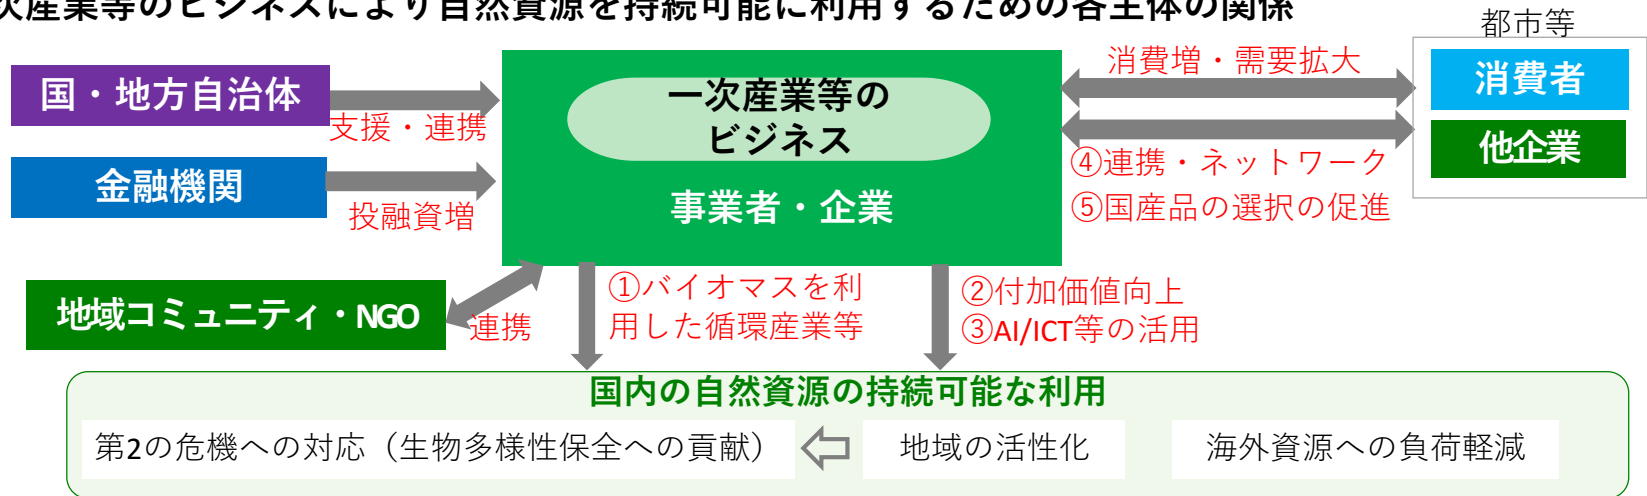 次産業等のビジネスにより自然資源を持続可能に利用するための各主体の関係
都市等
国・地方自治体
支援・連携
金融機関
投融資増
地域コミュニティ・NGO
連携
一次産業等の
ビジネス
事業者・企業
消費増・需要拡大
消費者
他企業
④連携・ネットワーク
⑤国産品の選択の促進
①バイオマスを利
用した循環産業等
②付加価値向上
③AI/ICT等の活用
国内の自然資源の持続可能な利用
第2の危機への対応（生物多様性保全への貢献）
地域の活性化
海外資源への負荷軽減